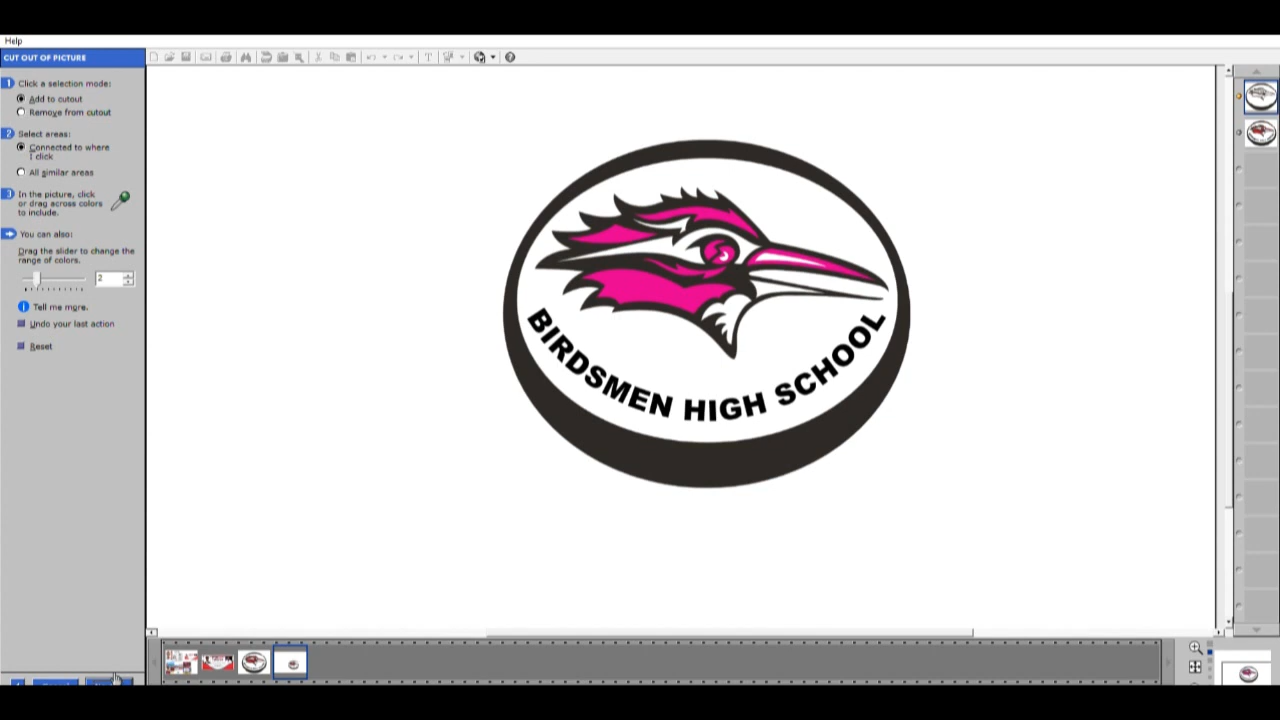 Help
CUT OUT OF PICTURE
1 Click a selection mode:
Add to cutout
Remove from cutout
2 Select areas:
Connected to where
I click
All similar areas
3 In the picture, click
or drag across colors
to include.
You can also:
Drag the slider to change the
range of colors.
2
Tell me more.
Undo your last action
Reset
BIRDSMEN HIGH SCHOOL